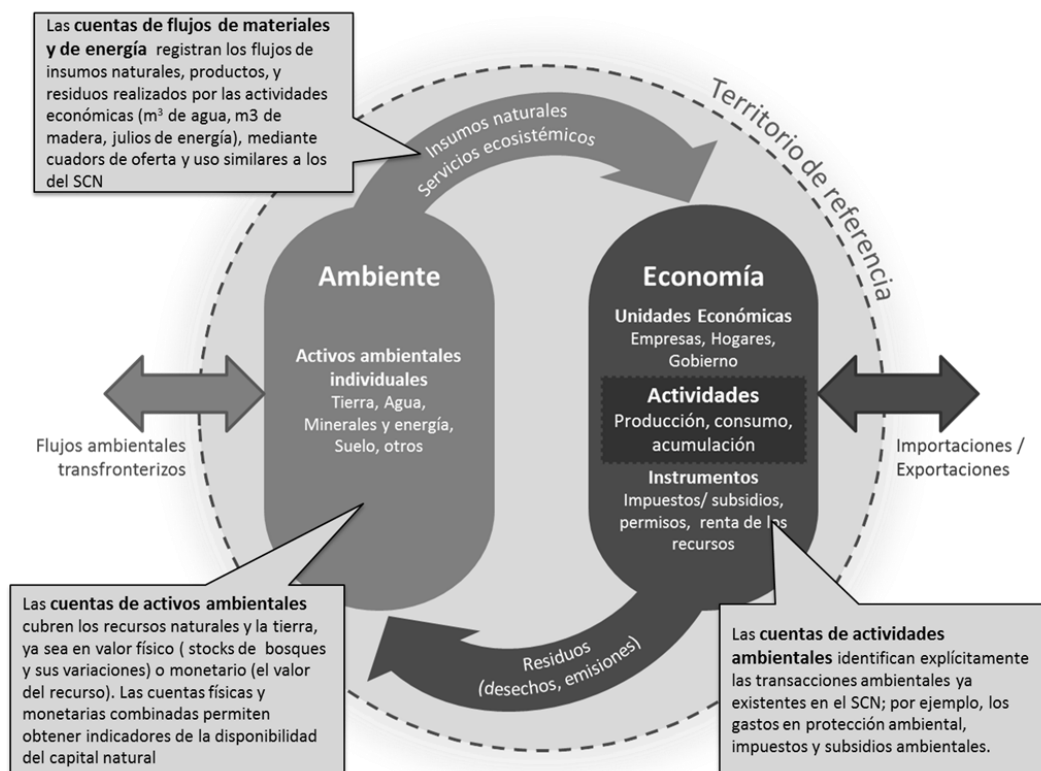 Las cuentas de flujos de materiales
y de energía registran los flujos de
insumos naturales, productos, y
residuos realizados por las actividades
económicas (m³ de agua, m3 de
madera, julios de energía), mediante
cuadors de oferta y uso similares a los
del SCN
Insumos naturales
Servicios ecosistémicos
Territorio de referencia
Ambiente
Activos ambientales
individuales
Tierra, Agua,
Minerales y energía,
Suelo, otros
Economía
Unidades Económicas
Empresas, Hogares,
Gobierno
Actividades
Producción, consumo,
acumulación
Instrumentos
Impuestos/ subsidios,
permisos, renta de los
recursos
Flujos ambientales
transfronterizos
Importaciones /
Exportaciones
Residuos
(desechos, emisiones)
Las cuentas de activos ambientales
cubren los recursos naturales y la tierra,
ya sea en valor físico ( stocks de bosques
y sus variaciones) o monetario (el valor
del recurso). Las cuentas físicas y
monetarias combinadas permiten
obtener indicadores de la disponibilidad
del capital natural
Las cuentas de actividades
ambientales identifican explícitamente
las transacciones ambientales ya
existentes en el SCN; por ejemplo, los
gastos en protección ambiental,
impuestos y subsidios ambientales.